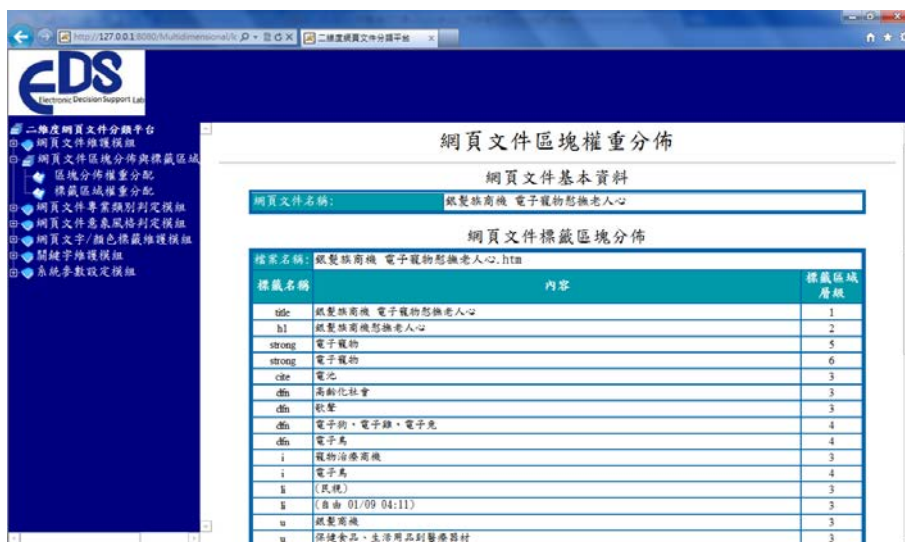 http://127.0.0.1:8080/Multidimensional/k
二維度網頁文件分類平台
EDS
Electronic Decision Support Lab
二維度網頁文件分類平台
網頁文件維護模組
網頁文件區塊分佈與標籤區域
區塊分佈權重分配
標籤區域權重分配
網頁文件專業類別判定模組
網頁文件意象風格判定模組
網頁文字/顏色標籤維護模組
關鍵字維護模組
系統參數設定模組
網頁文件區塊權重分佈
網頁文件基本資料
網頁文件名稱: 銀髮族商機 電子寵物慰撫老人心
網頁文件標籤區塊分佈
檔案名稱: 銀髮族商機 電子寵物慰撫老人心.htm
標籤名稱 內容 標籤區域層級
title 銀髮族商機 電子寵物慰撫老人心 1
h1 銀髮族商機慰撫老人心 2
strong 電子寵物 5
strong 電子寵物 6
cite 電池 3
dfn 高齡化社會 3
dfn 歌聲 3
dfn 電子狗、電子雞、電子兔 4
dfn 電子鳥 4
i 寵物治療商機 3
i 電子鳥 4
li (民視) 3
li (自由 01/09 04:11) 3
u 銀髮商機 3
u 保健食品、生活用品到醫療器材 3